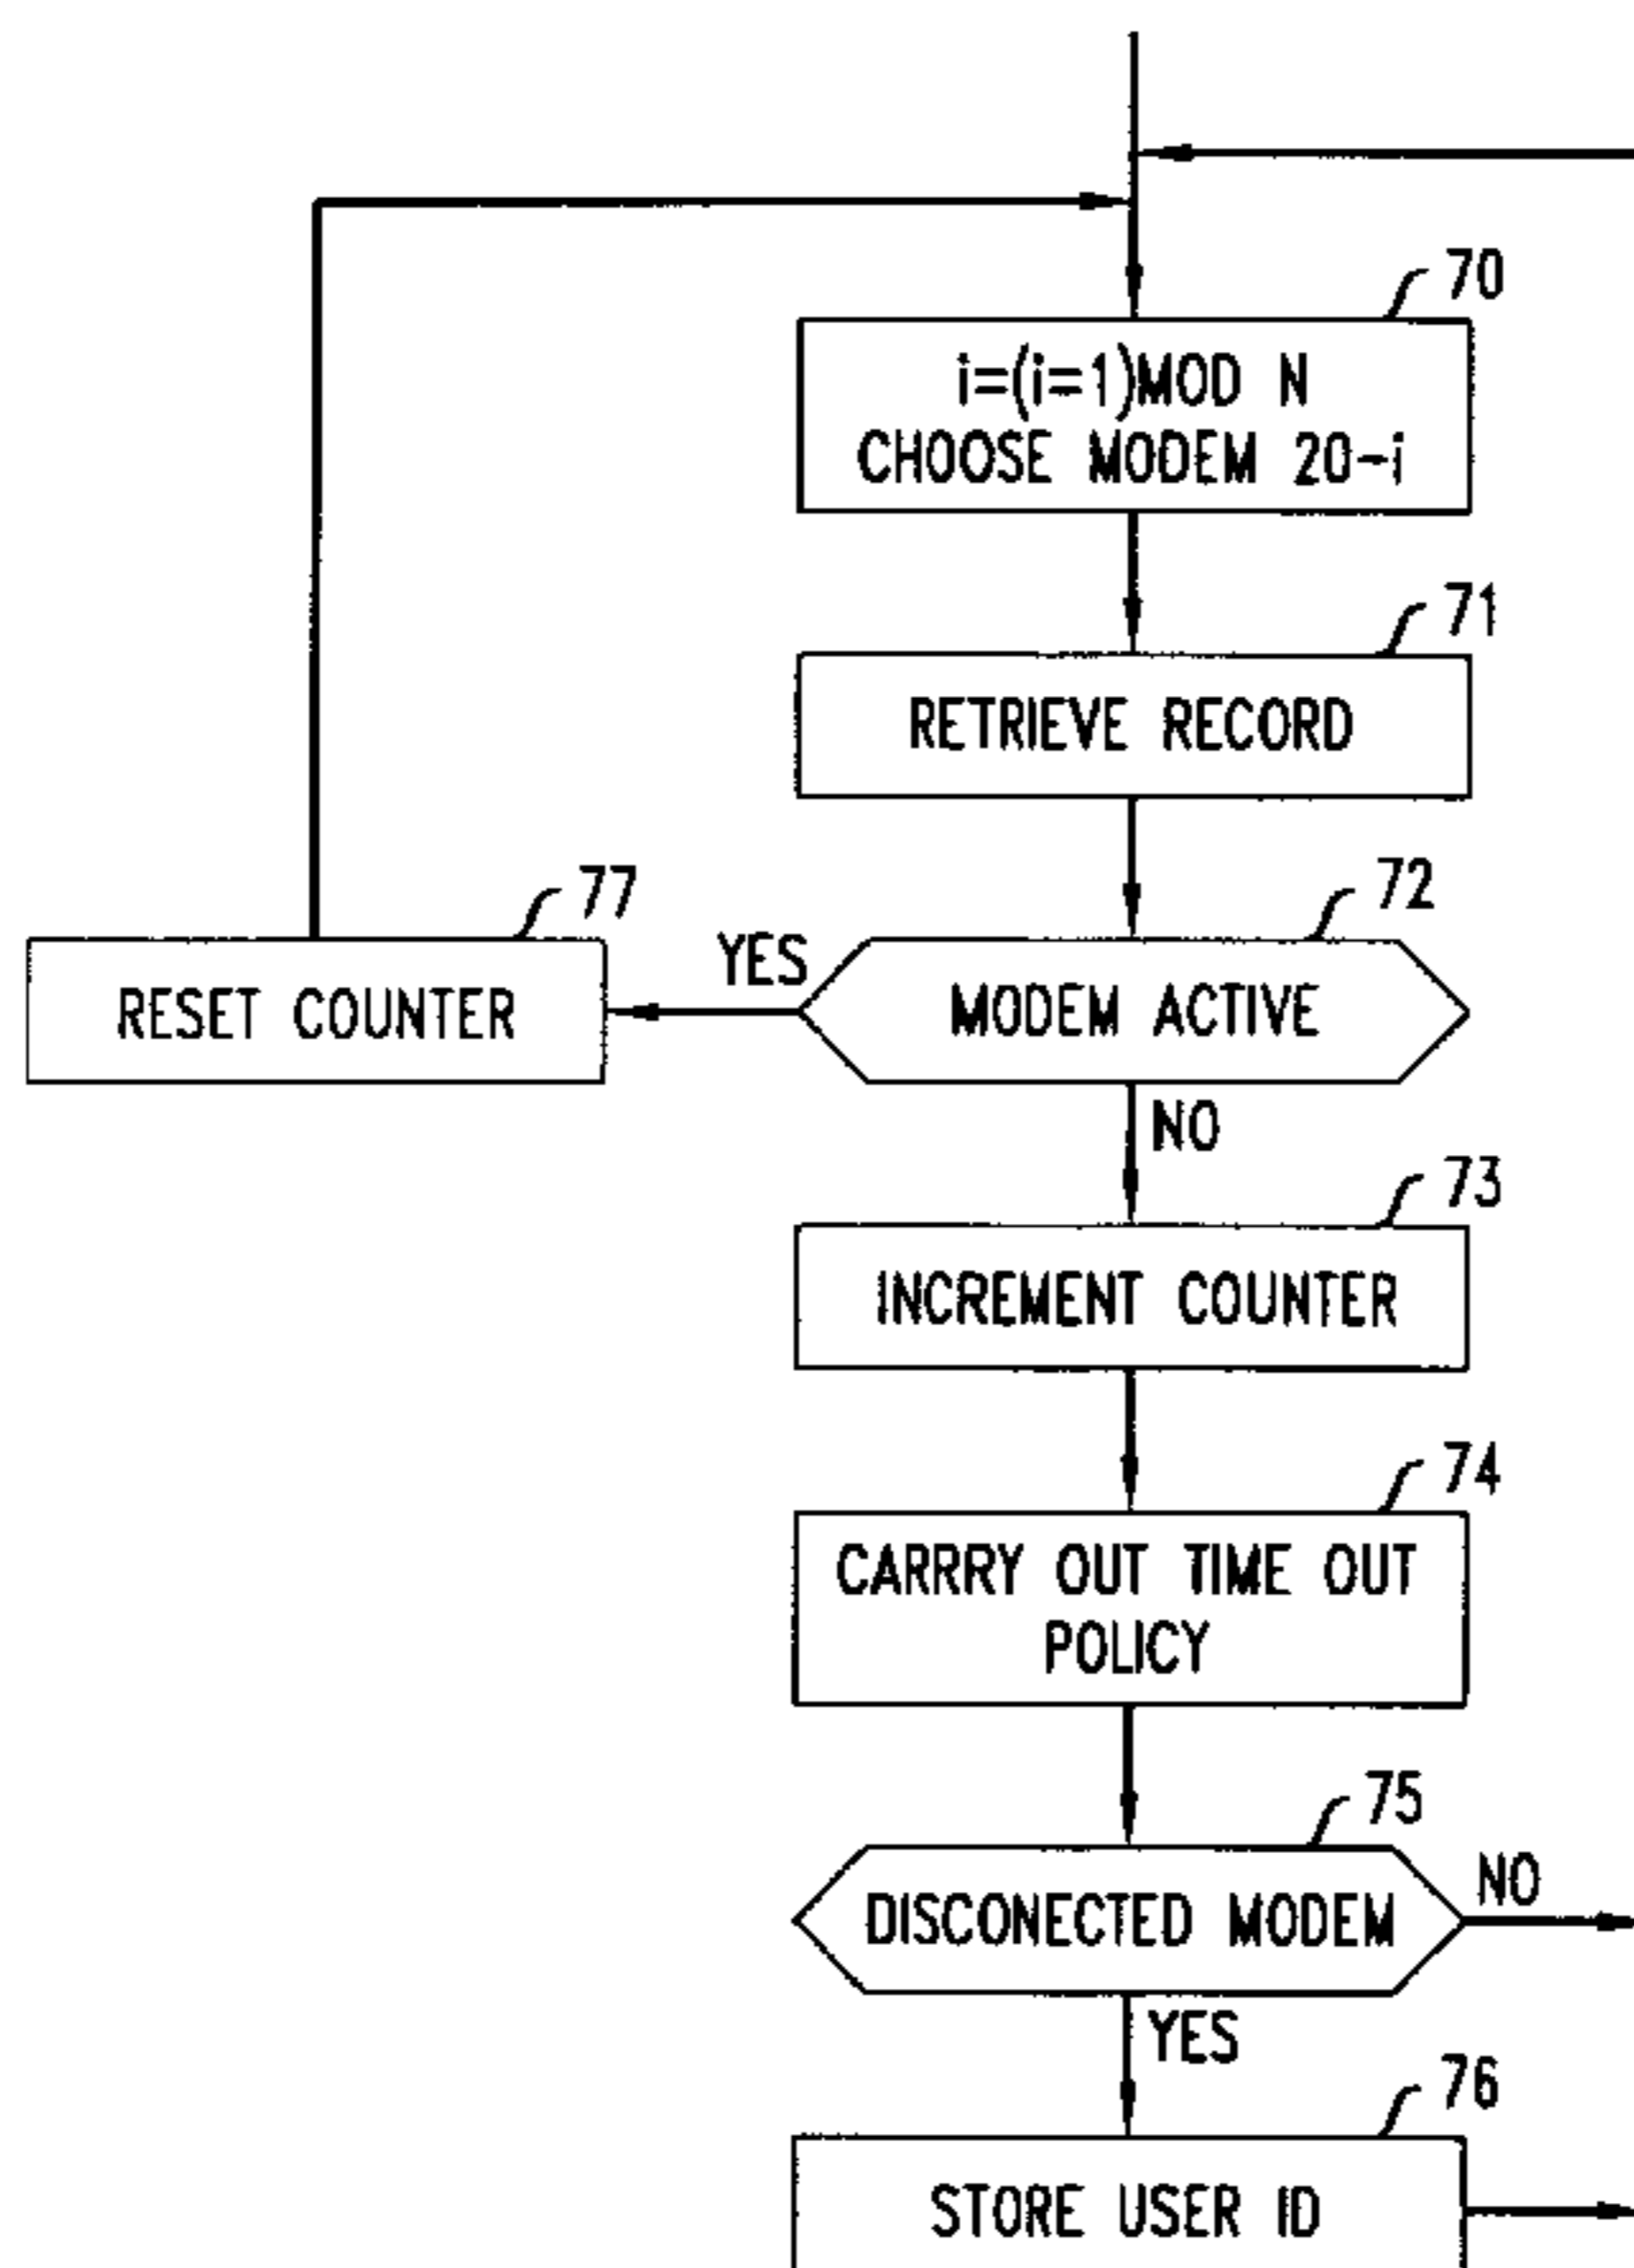 70
i=(i=1)MOD N
CHOOSE MODEM 20-i
71
RETRIEVE RECORD
72
MODEM ACTIVE
YES
77
RESET COUNTER
NO
73
INCREMENT COUNTER
74
CARRRY OUT TIME OUT
POLICY
75
DISCONECTED MODEM
NO
YES
76
STORE USER ID